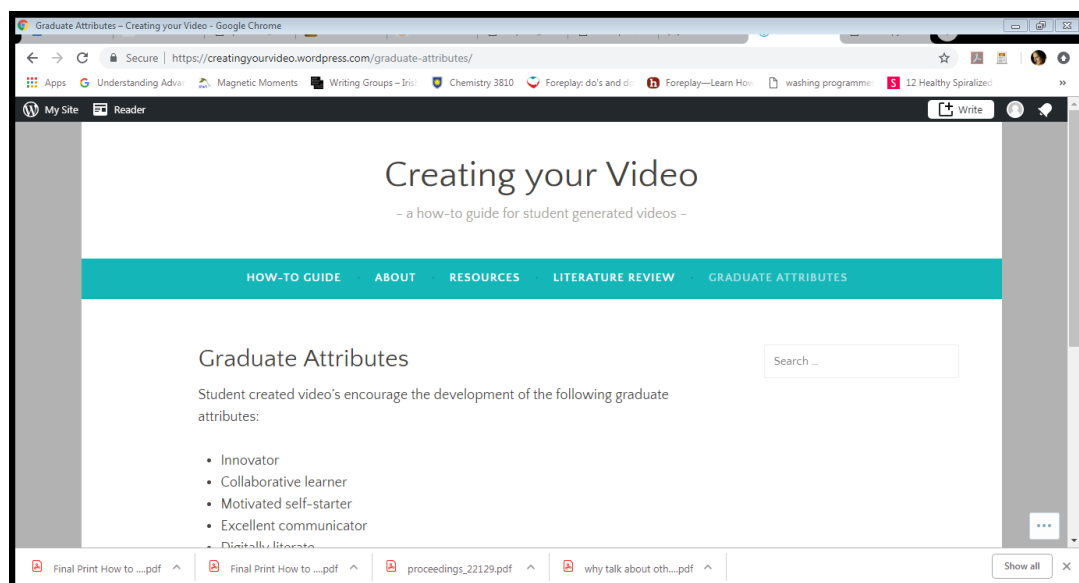 Graduate Attributes – Creating your Video - Google Chrome
Secure | https://creatingyourvideo.wordpress.com/graduate-attributes/
Apps Understanding Advan Magnetic Moments Writing Groups – Iris Chemistry 3810 Foreplay: do's and do Foreplay—Learn How washing programme 12 Healthy Spiralized »
My Site Reader Write
Creating your Video
– a how-to guide for student generated videos –
HOW-TO GUIDE · ABOUT · RESOURCES · LITERATURE REVIEW · GRADUATE ATTRIBUTES
Graduate Attributes
Search …
Student created video's encourage the development of the following graduate
attributes:
• Innovator
• Collaborative learner
• Motivated self-starter
• Excellent communicator
• Digitally literate
Final Print How to ....pdf Final Print How to ....pdf proceedings_22129.pdf why talk about oth....pdf Show all